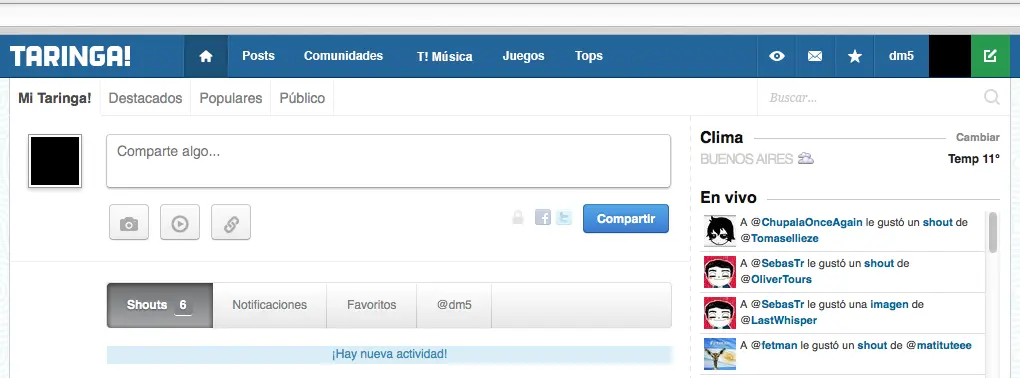 TARINGA!
Posts
Comunidades
T! Música
Juegos
Tops
dm5
Mi Taringa!
Destacados
Populares
Público
Buscar...
Comparte algo...
Compartir
Clima
Cambiar
BUENOS AIRES
Temp 11°
En vivo
A @ChupalaOnceAgain le gustó un shout de
@Tomasellieze
A @SebasTr le gustó un shout de
@OliverTours
A @SebasTr le gustó una imagen de
@LastWhisper
A @fetman le gustó un shout de @matituteee
Shouts 6
Notificaciones
Favoritos
@dm5
¡Hay nueva actividad!